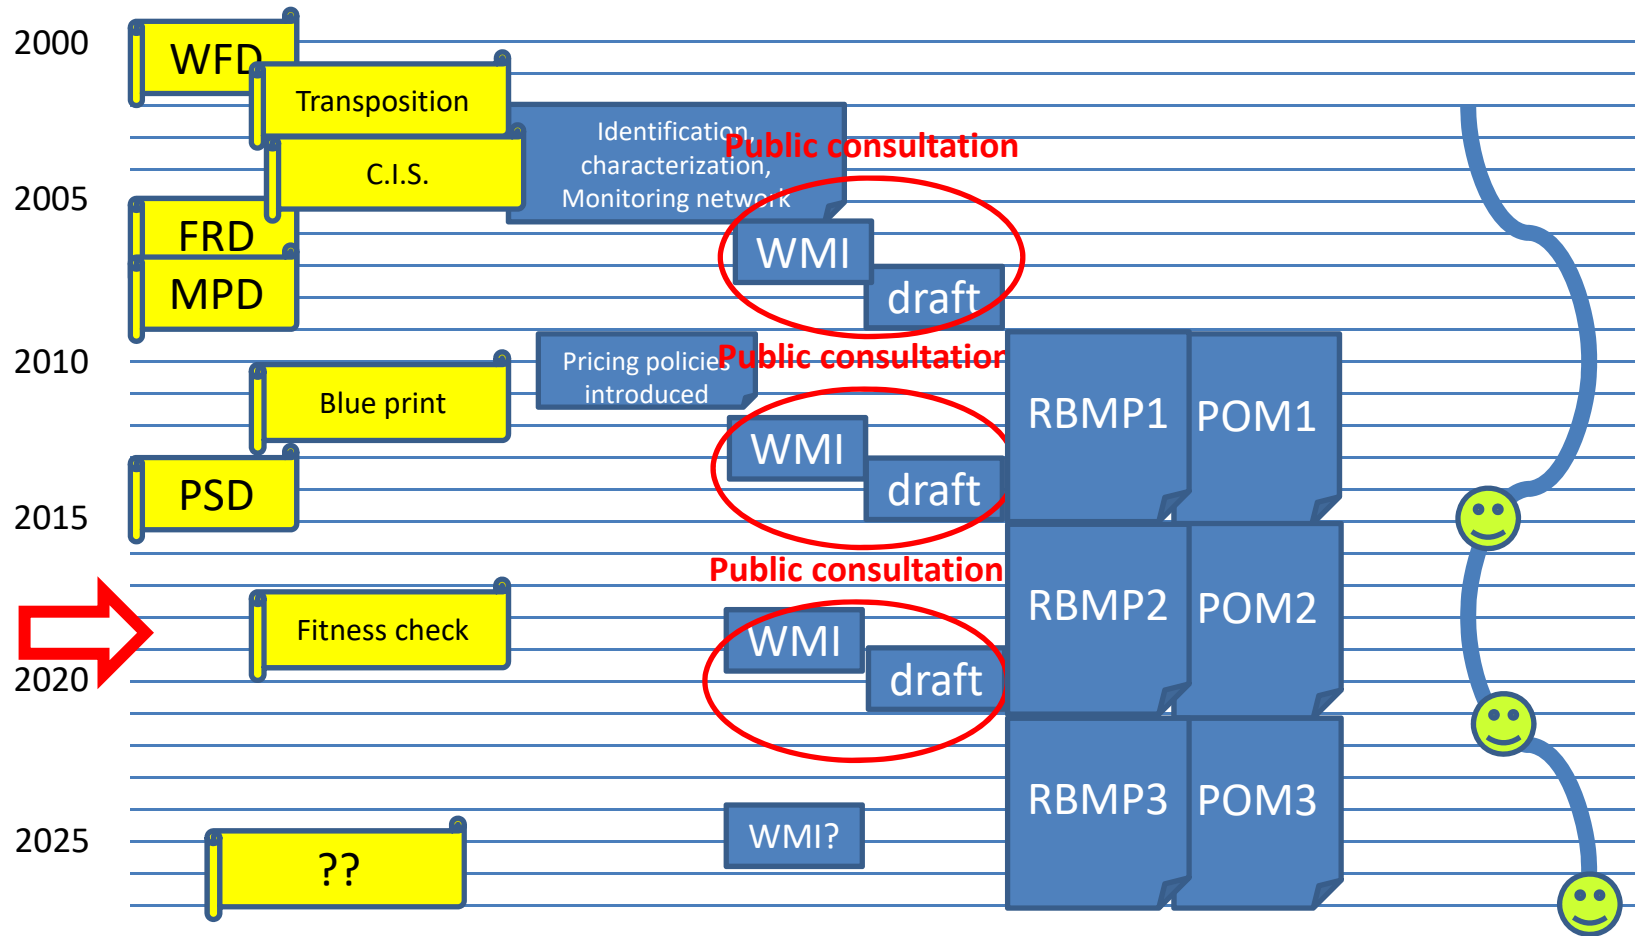 2000
WFD
Transposition
Identification,
characterization,
Monitoring network
Public consultation
C.I.S.
2005
FRD
WMI
MPD
draft
2010
Pricing policies
introduced
Public consultation
Blue print
RBMP1
POM1
WMI
draft
PSD
2015
Public consultation
RBMP2
POM2
Fitness check
WMI
draft
2020
RBMP3
POM3
2025
WMI?
??